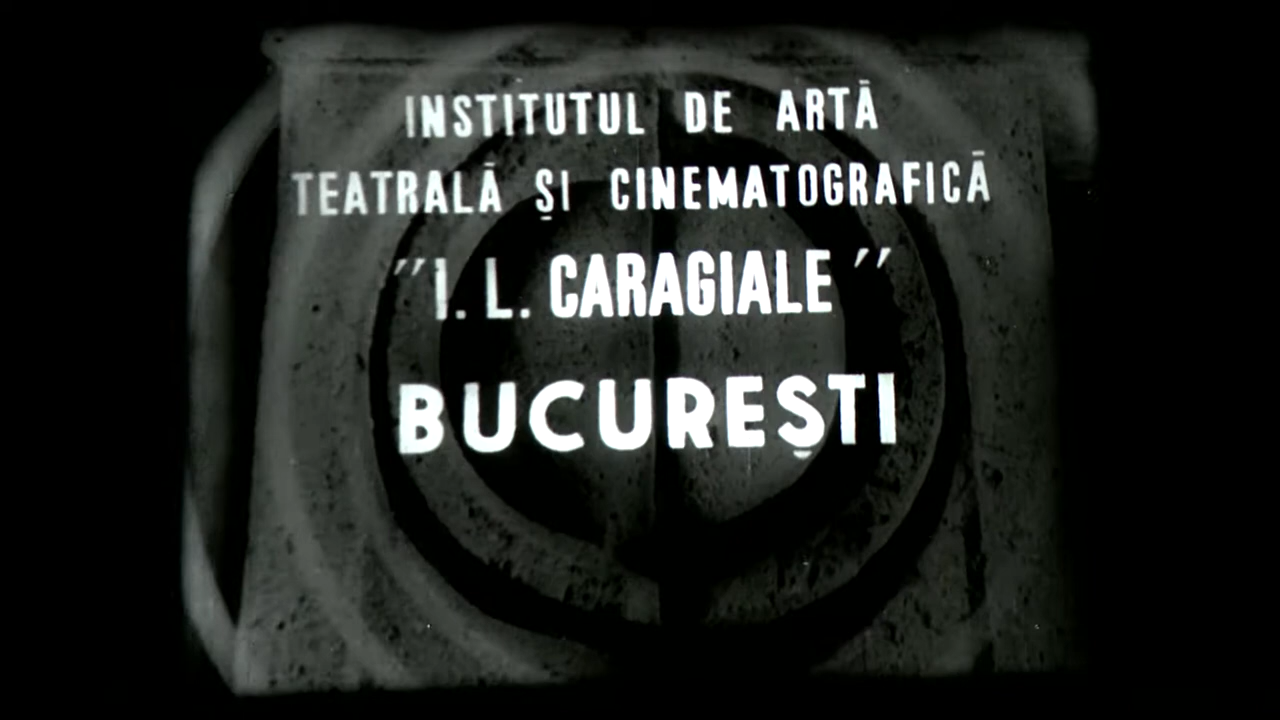 INSTITUTUL DE ARTĂ
TEATRALĂ ȘI CINEMATOGRAFICĂ
"I. L. CARAGIALE"
BUCUREȘTI